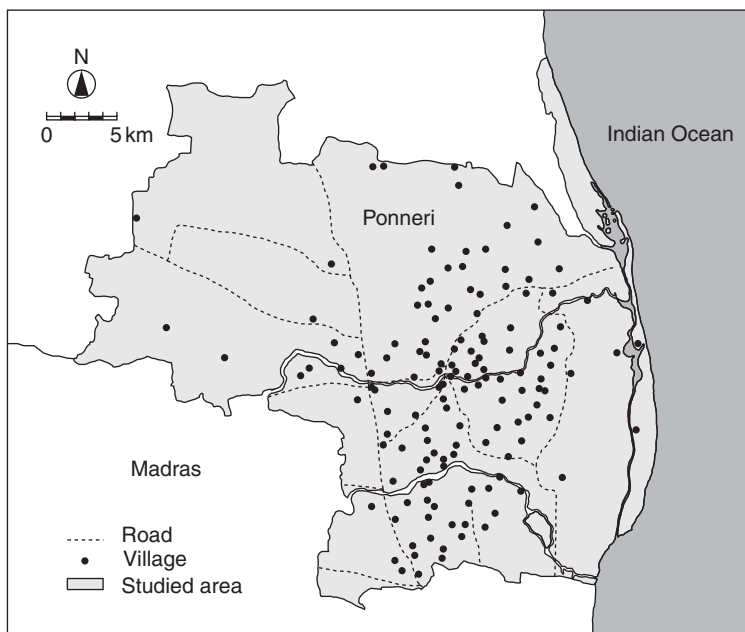 N
0 5 km
Indian Ocean
Ponneri
Madras
Road
Village
Studied area